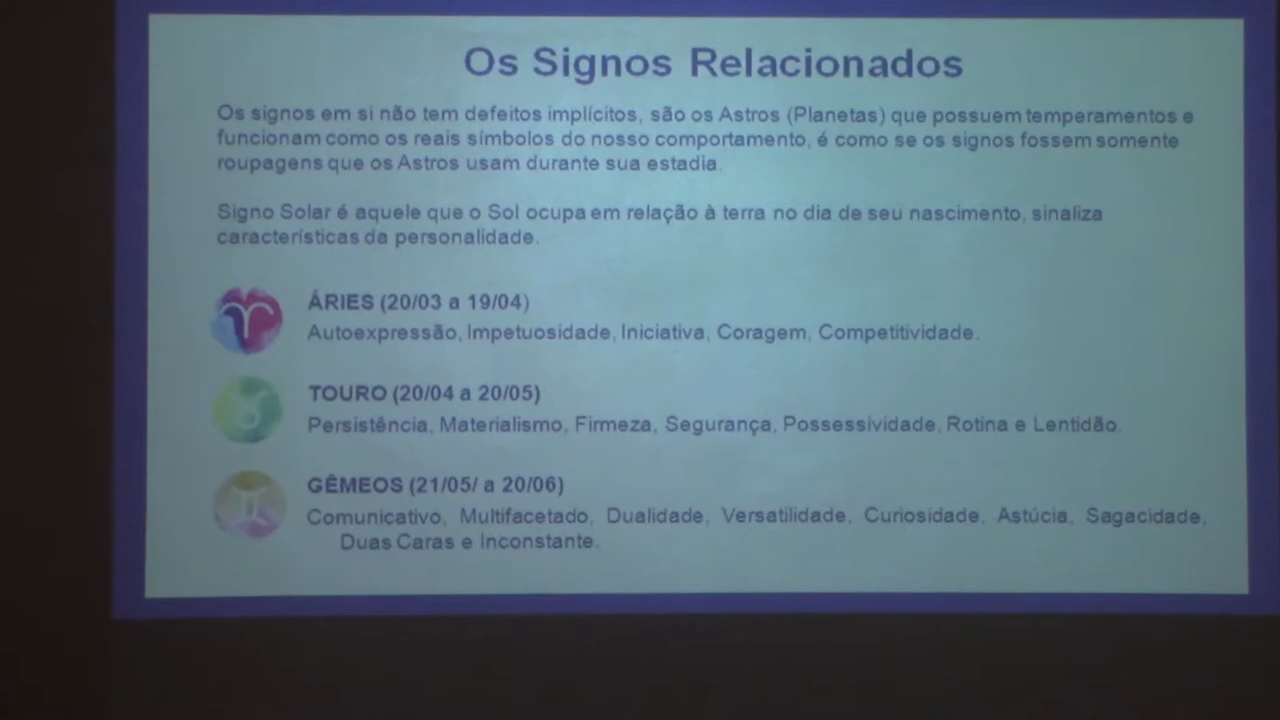 Os Signos Relacionados
Os signos em si não tem defeitos implícitos, são os Astros (Planetas) que possuem temperamentos e
funcionam como os reais símbolos do nosso comportamento, é como se os signos fossem somente
roupagens que os Astros usam durante sua estadia.
Signo Solar é aquele que o Sol ocupa em relação à terra no dia de seu nascimento, sinaliza
características da personalidade.
ÁRIES (20/03 a 19/04)
Autoexpressão, Impetuosidade, Iniciativa, Coragem, Competitividade.
TOURO (20/04 a 20/05)
Persistência, Materialismo, Firmeza, Segurança, Possessividade, Rotina e Lentidão.
GÊMEOS (21/05/ a 20/06)
Comunicativo, Multifacetado, Dualidade, Versatilidade, Curiosidade, Astúcia, Sagacidade,
Duas Caras e Inconstante.